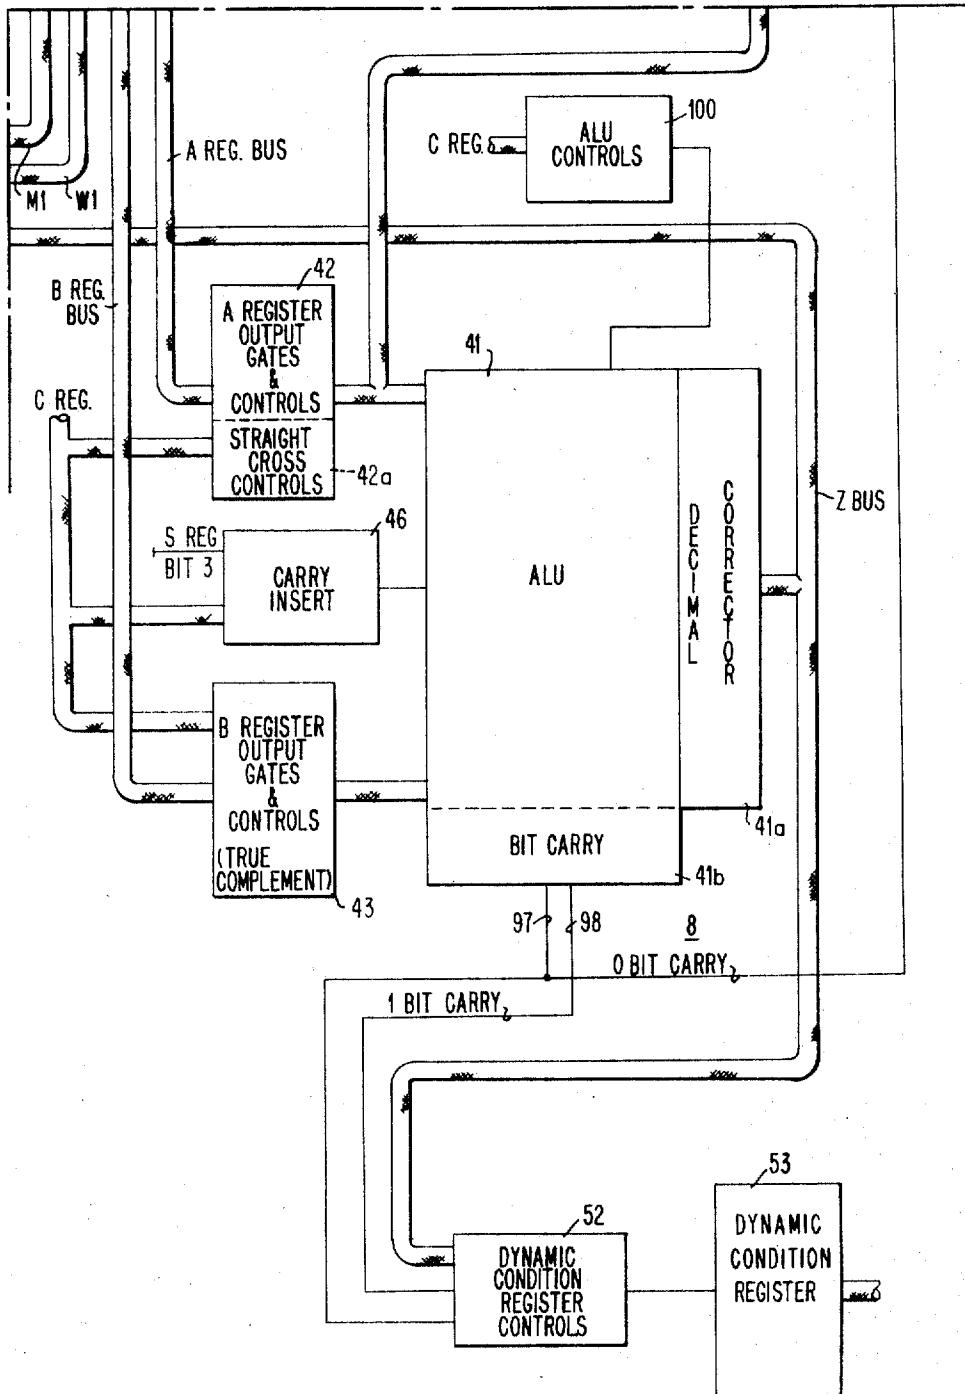 100
ALU
CONTROLS
C REG.
A REG. BUS
M1
W1
B REG.
BUS
42
A REGISTER
OUTPUT
GATES
&
CONTROLS
STRAIGHT
CROSS
CONTROLS
42a
C REG.
41
ALU
DECIMAL
CORRECTOR
Z BUS
46
S REG
BIT 3
CARRY
INSERT
B REGISTER
OUTPUT
GATES
&
CONTROLS
(TRUE
COMPLEMENT)
43
BIT CARRY
41a
41b
97
98
8
0 BIT CARRY
1 BIT CARRY
52
DYNAMIC
CONDITION
REGISTER
CONTROLS
53
DYNAMIC
CONDITION
REGISTER